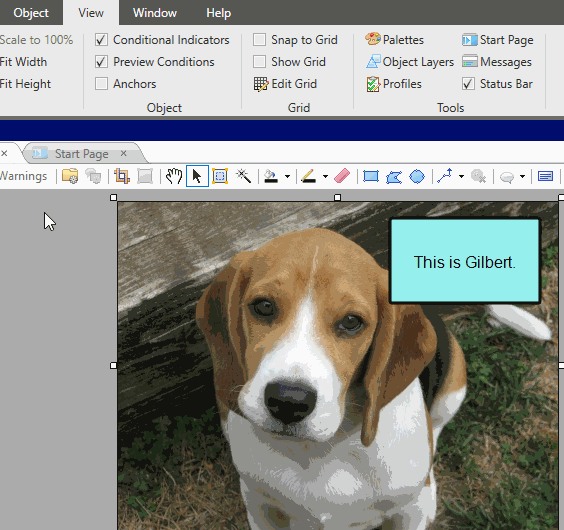 Object View Window Help
Scale to 100% Conditional Indicators Snap to Grid Palettes Start Page
Fit Width Preview Conditions Show Grid Object Layers Messages
Fit Height Anchors Edit Grid Profiles Status Bar
Object Grid Tools
Start Page
Warnings
This is Gilbert.